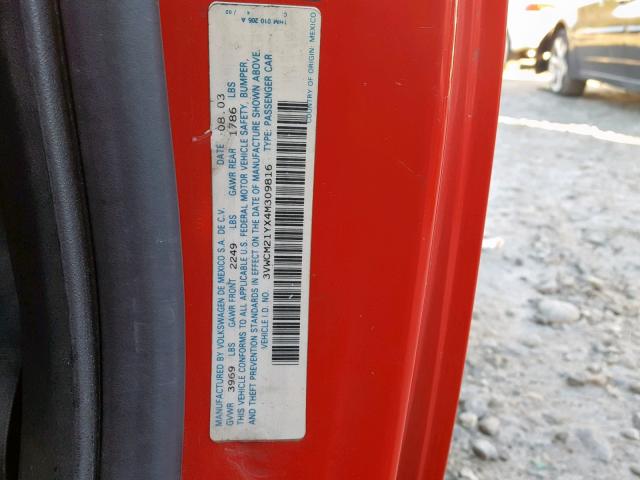 1HM 010 205 A 4 / 02
MANUFACTURED BY VOLKSWAGEN DE MEXICO S.A. DE C.V. DATE 08.03
GVWR 3969 LBS GAWR FRONT 2249 LBS GAWR REAR 1786 LBS
THIS VEHICLE CONFORMS TO ALL APPLICABLE U.S. FEDERAL MOTOR VEHICLE SAFETY, BUMPER,
AND THEFT PREVENTION STANDARDS IN EFFECT ON THE DATE OF MANUFACTURE SHOWN ABOVE.
VEHICLE I.D. NO. 3VWCM21YX4M309816 TYPE: PASSENGER CAR
COUNTRY OF ORIGIN: MEXICO